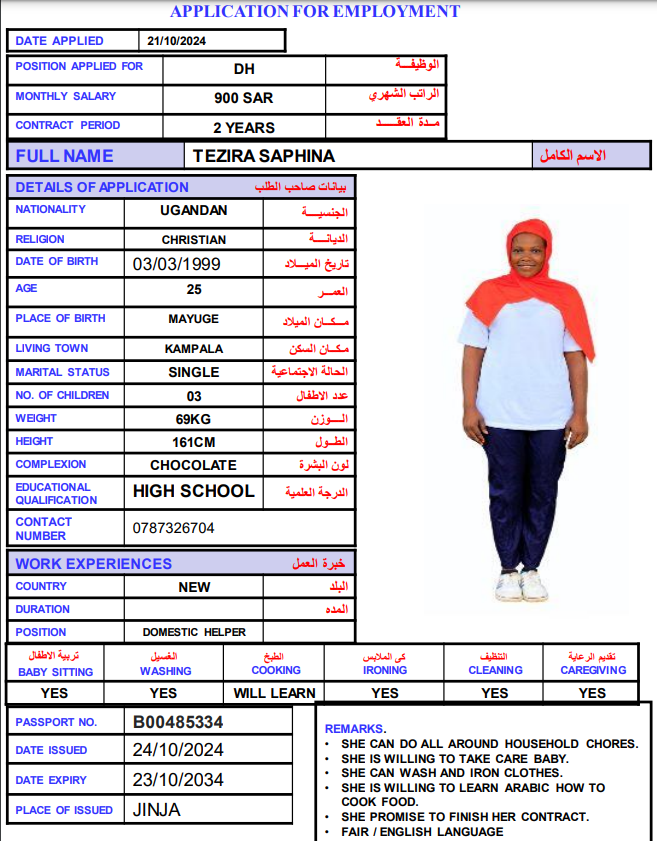 APPLICATION FOR EMPLOYMENT
DATE APPLIED 21/10/2024
POSITION APPLIED FOR DH الوظيفـــة
MONTHLY SALARY 900 SAR الراتب الشهري
CONTRACT PERIOD 2 YEARS مـدة العقـــد
FULL NAME TEZIRA SAPHINA الاسم الكامل
DETAILS OF APPLICATION بيانات صاحب الطلب
NATIONALITY UGANDAN الجنسيـــة
RELIGION CHRISTIAN الديانـــة
DATE OF BIRTH 03/03/1999 تاريخ الميـــلاد
AGE 25 العمــر
PLACE OF BIRTH MAYUGE مـكـان الميلاد
LIVING TOWN KAMPALA مـكـان السكن
MARITAL STATUS SINGLE الحالة الاجتماعية
NO. OF CHILDREN 03 عدد الاطفال
WEIGHT 69KG الـــوزن
HEIGHT 161CM الطــول
COMPLEXION CHOCOLATE لون البشرة
EDUCATIONAL QUALIFICATION HIGH SCHOOL الدرجة العلمية
CONTACT NUMBER 0787326704
WORK EXPERIENCES خبرة العمل
COUNTRY NEW البلد
DURATION المده
POSITION DOMESTIC HELPER
تربية الاطفال الغسيل الطبخ كى الملابس التنظيف تقديم الرعاية
BABY SITTING WASHING COOKING IRONING CLEANING CAREGIVING
YES YES WILL LEARN YES YES YES
PASSPORT NO. B00485334
DATE ISSUED 24/10/2024
DATE EXPIRY 23/10/2034
PLACE OF ISSUED JINJA
REMARKS.
• SHE CAN DO ALL AROUND HOUSEHOLD CHORES.
• SHE IS WILLING TO TAKE CARE BABY.
• SHE CAN WASH AND IRON CLOTHES.
• SHE IS WILLING TO LEARN ARABIC HOW TO
COOK FOOD.
• SHE PROMISE TO FINISH HER CONTRACT.
• FAIR / ENGLISH LANGUAGE